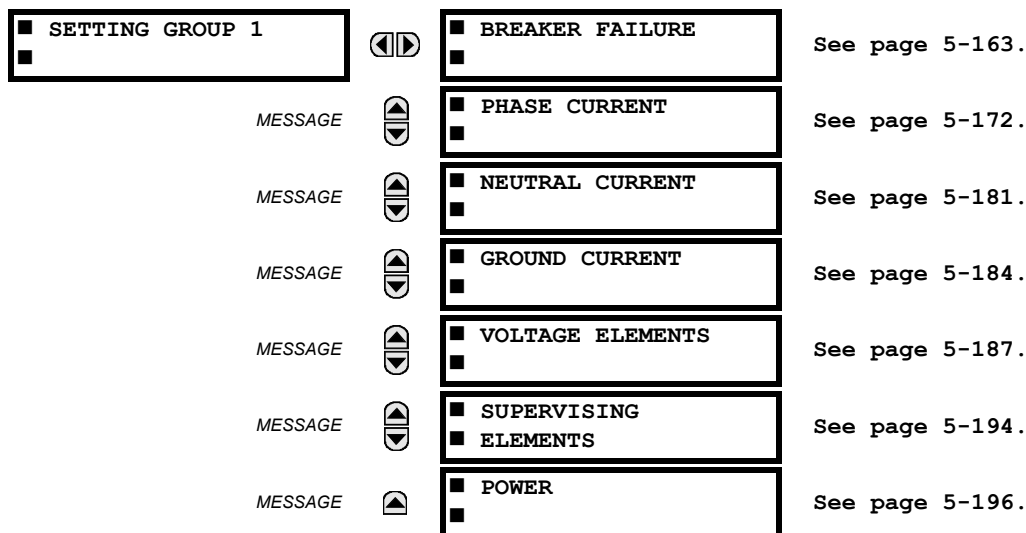 SETTING GROUP 1
BREAKER FAILURE
See page 5-163.
MESSAGE
PHASE CURRENT
See page 5-172.
MESSAGE
NEUTRAL CURRENT
See page 5-181.
MESSAGE
GROUND CURRENT
See page 5-184.
MESSAGE
VOLTAGE ELEMENTS
See page 5-187.
MESSAGE
SUPERVISING
ELEMENTS
See page 5-194.
MESSAGE
POWER
See page 5-196.